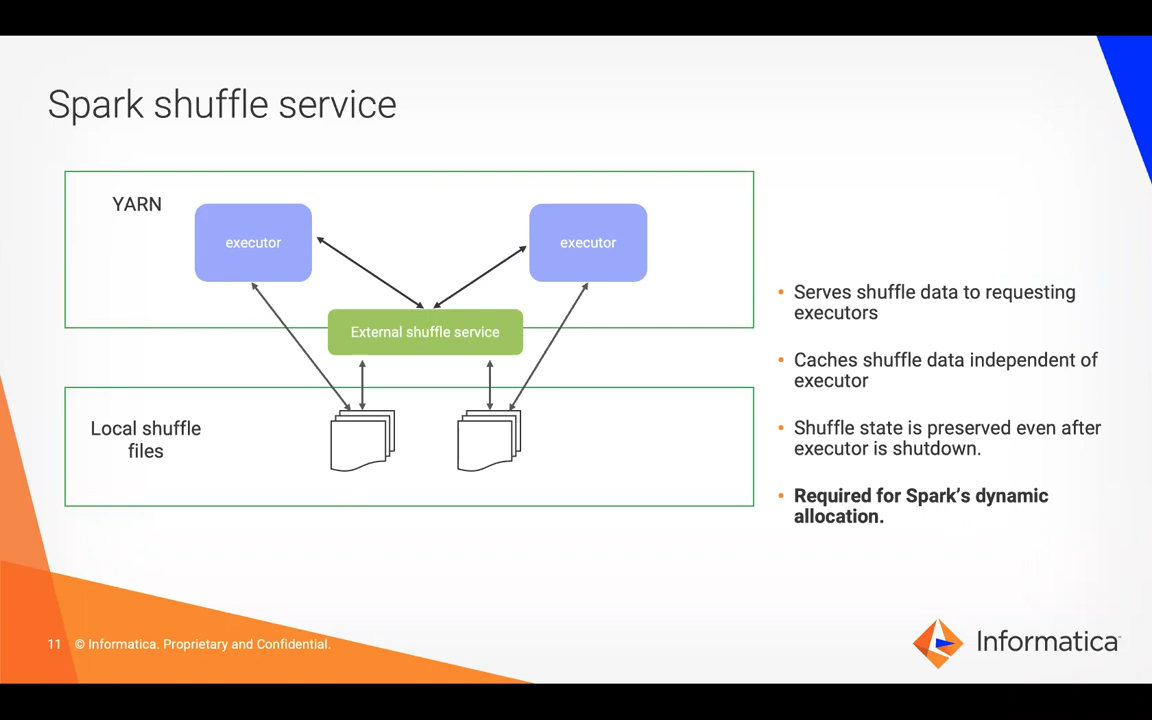 Spark shuffle service
YARN
executor
executor
External shuffle service
Local shuffle
files
• Serves shuffle data to requesting
executors
• Caches shuffle data independent of
executor
• Shuffle state is preserved even after
executor is shutdown.
• Required for Spark’s dynamic
allocation.
11 © Informatica. Proprietary and Confidential.
Informatica